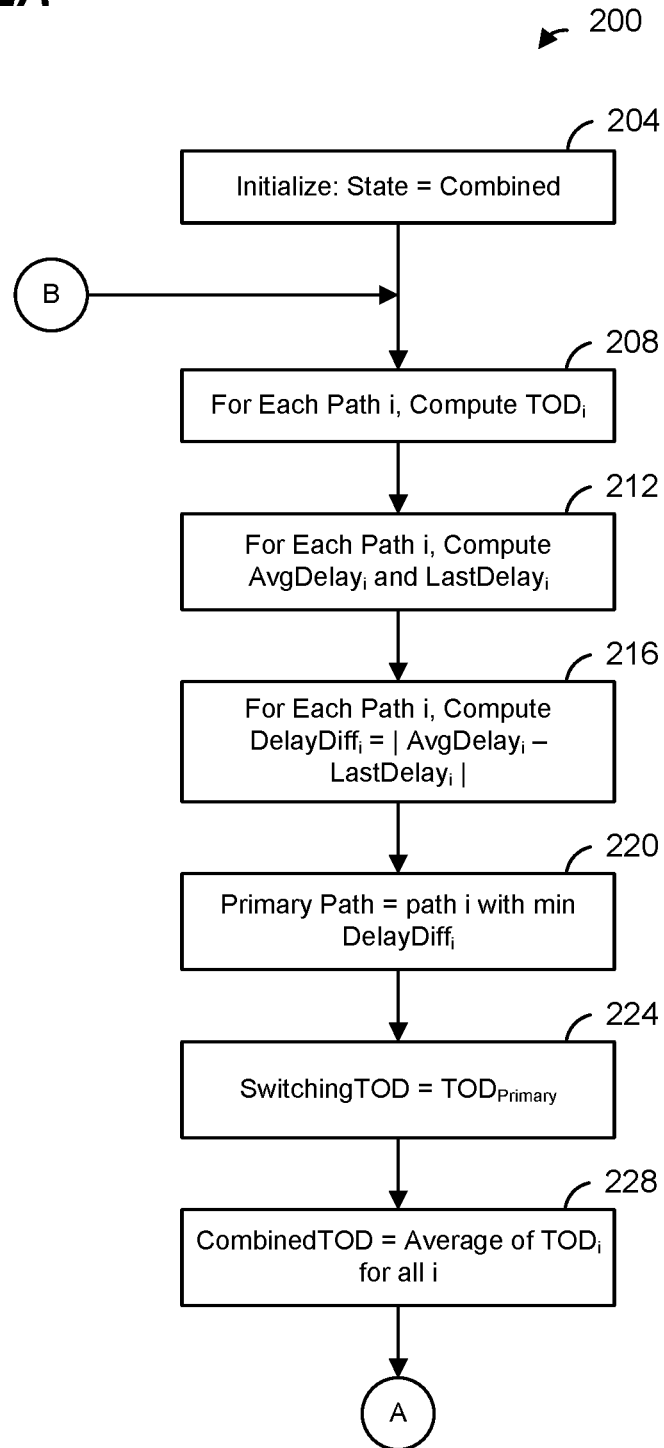 200
204
Initialize: State = Combined
B
208
For Each Path i, Compute TODᵢ
212
For Each Path i, Compute
AvgDelayᵢ and LastDelayᵢ
216
For Each Path i, Compute
DelayDiffᵢ = | AvgDelayᵢ –
LastDelayᵢ |
220
Primary Path = path i with min
DelayDiffᵢ
224
SwitchingTOD = TODPrimary
228
CombinedTOD = Average of TODᵢ
for all i
A